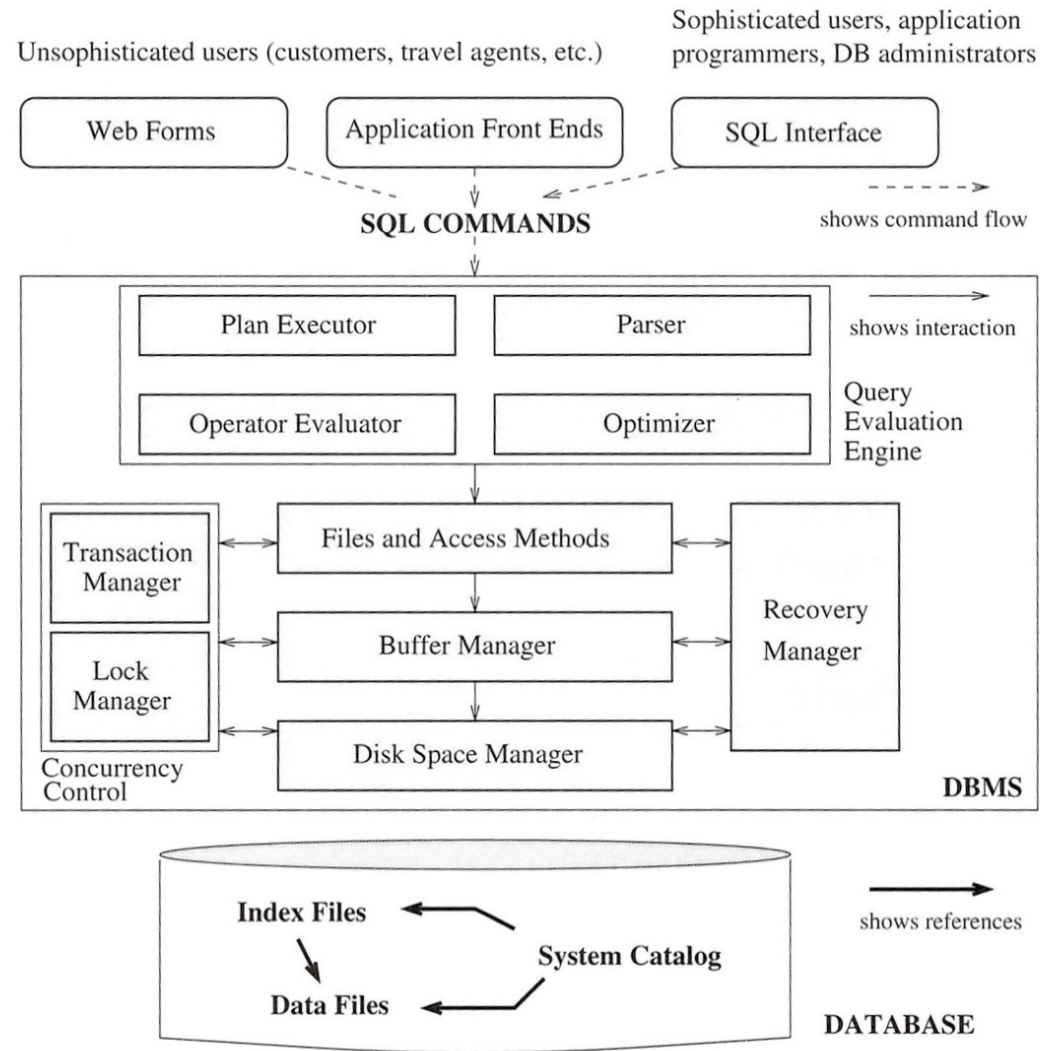 Unsophisticated users (customers, travel agents, etc.)
Sophisticated users, application
programmers, DB administrators
Web Forms
Application Front Ends
SQL Interface
SQL COMMANDS
shows command flow
Plan Executor
Parser
shows interaction
Operator Evaluator
Optimizer
Query
Evaluation
Engine
Transaction
Manager
Files and Access Methods
Recovery
Manager
Buffer Manager
Lock
Manager
Disk Space Manager
Concurrency
Control
DBMS
Index Files
shows references
System Catalog
Data Files
DATABASE